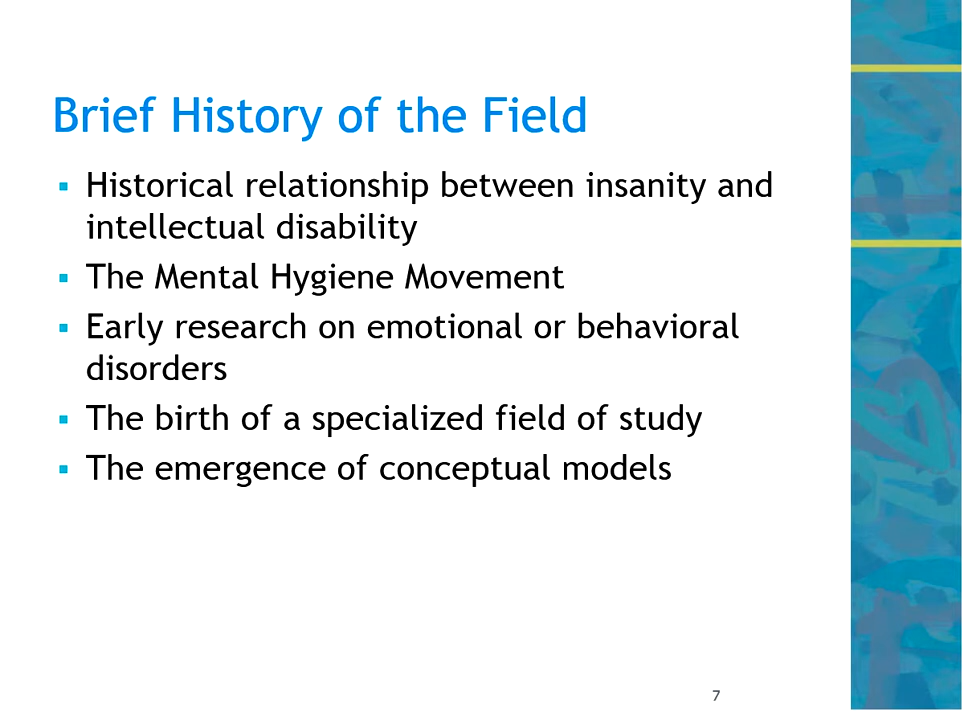 Brief History of the Field
▪ Historical relationship between insanity and
intellectual disability
▪ The Mental Hygiene Movement
▪ Early research on emotional or behavioral
disorders
▪ The birth of a specialized field of study
▪ The emergence of conceptual models
7